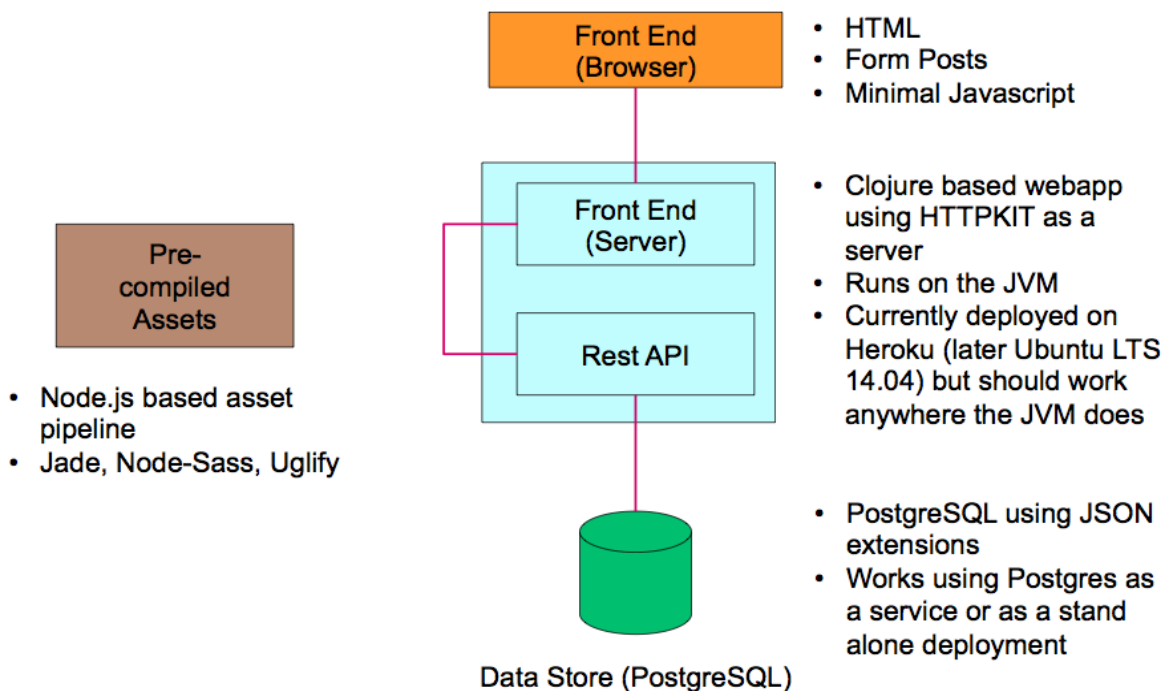 Front End
(Browser)
• HTML
• Form Posts
• Minimal Javascript
Front End
(Server)
Rest API
• Clojure based webapp
using HTTPKIT as a
server
• Runs on the JVM
• Currently deployed on
Heroku (later Ubuntu LTS
14.04) but should work
anywhere the JVM does
Pre-
compiled
Assets
• Node.js based asset
pipeline
• Jade, Node-Sass, Uglify
• PostgreSQL using JSON
extensions
• Works using Postgres as
a service or as a stand
alone deployment
Data Store (PostgreSQL)